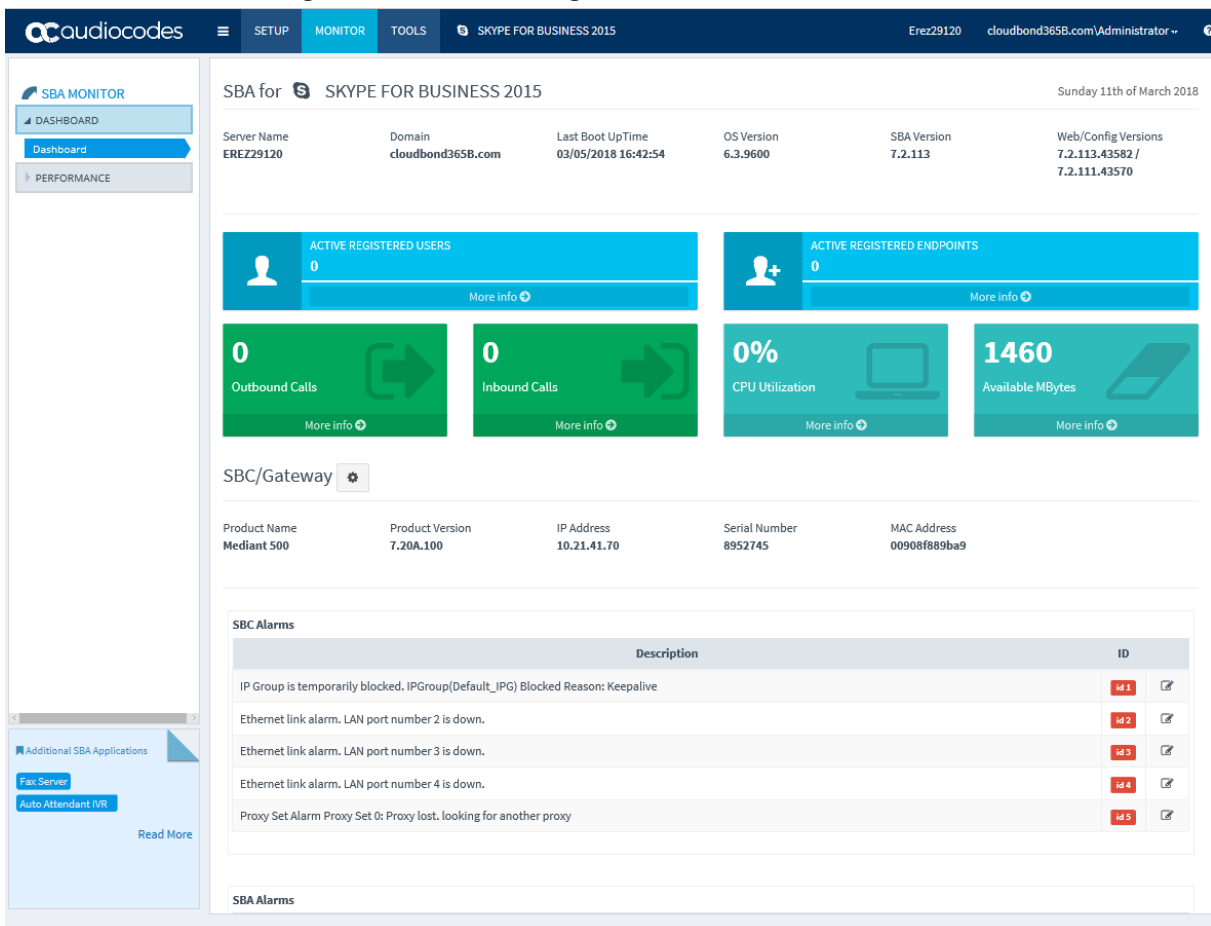 audiocodes
SETUP MONITOR TOOLS SKYPE FOR BUSINESS 2015 Erez29120 cloudbond365B.com\Administrator
SBA MONITOR
DASHBOARD
Dashboard
PERFORMANCE
SBA for SKYPE FOR BUSINESS 2015 Sunday 11th of March 2018
Server Name Domain Last Boot UpTime OS Version SBA Version Web/Config Versions
EREZ29120 cloudbond365B.com 03/05/2018 16:42:54 6.3.9600 7.2.113 7.2.113.43582 /
7.2.111.43570
ACTIVE REGISTERED USERS
0
More info
ACTIVE REGISTERED ENDPOINTS
0
More info
0
Outbound Calls
More info
0
Inbound Calls
More info
0%
CPU Utilization
More info
1460
Available MBytes
More info
SBC/Gateway
Product Name Product Version IP Address Serial Number MAC Address
Mediant 500 7.20A.100 10.21.41.70 8952745 00908f889ba9
SBC Alarms
Description ID
IP Group is temporarily blocked. IPGroup(Default_IPG) Blocked Reason: Keepalive id 1
Ethernet link alarm. LAN port number 2 is down. id 2
Ethernet link alarm. LAN port number 3 is down. id 3
Ethernet link alarm. LAN port number 4 is down. id 4
Proxy Set Alarm Proxy Set 0: Proxy lost. looking for another proxy id 5
SBA Alarms
Additional SBA Applications
Fax Server
Auto Attendant IVR
Read More